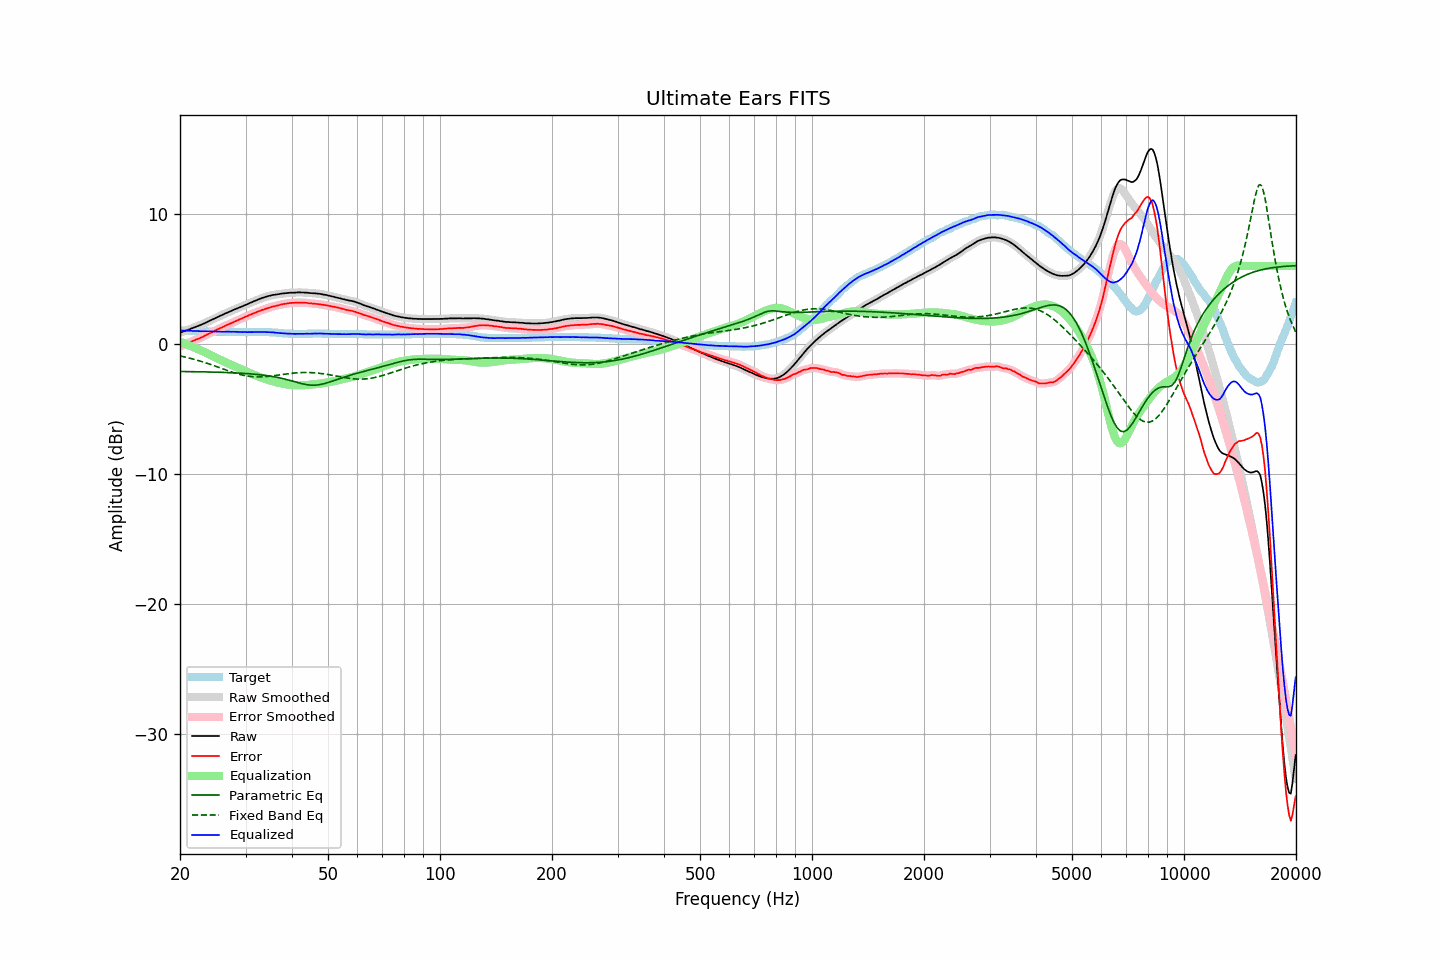 Ultimate Ears FITS
10
0
−10
−20
−30
Amplitude (dBr)
Target
Raw Smoothed
Error Smoothed
Raw
Error
Equalization
Parametric Eq
Fixed Band Eq
Equalized
20
50
100
200
500
1000
2000
5000
10000
20000
Frequency (Hz)